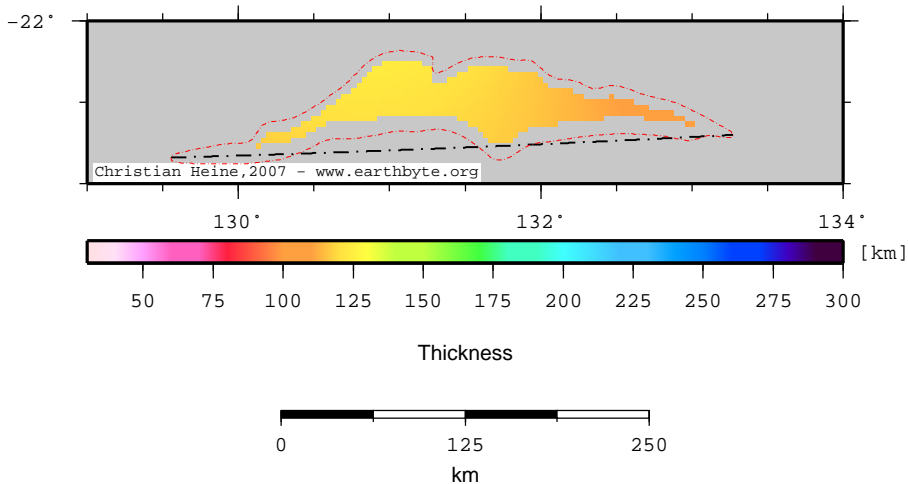 -22°
Christian Heine,2007 - www.earthbyte.org
130° 132° 134°
[km]
50 75 100 125 150 175 200 225 250 275 300
Thickness
0 125 250
km